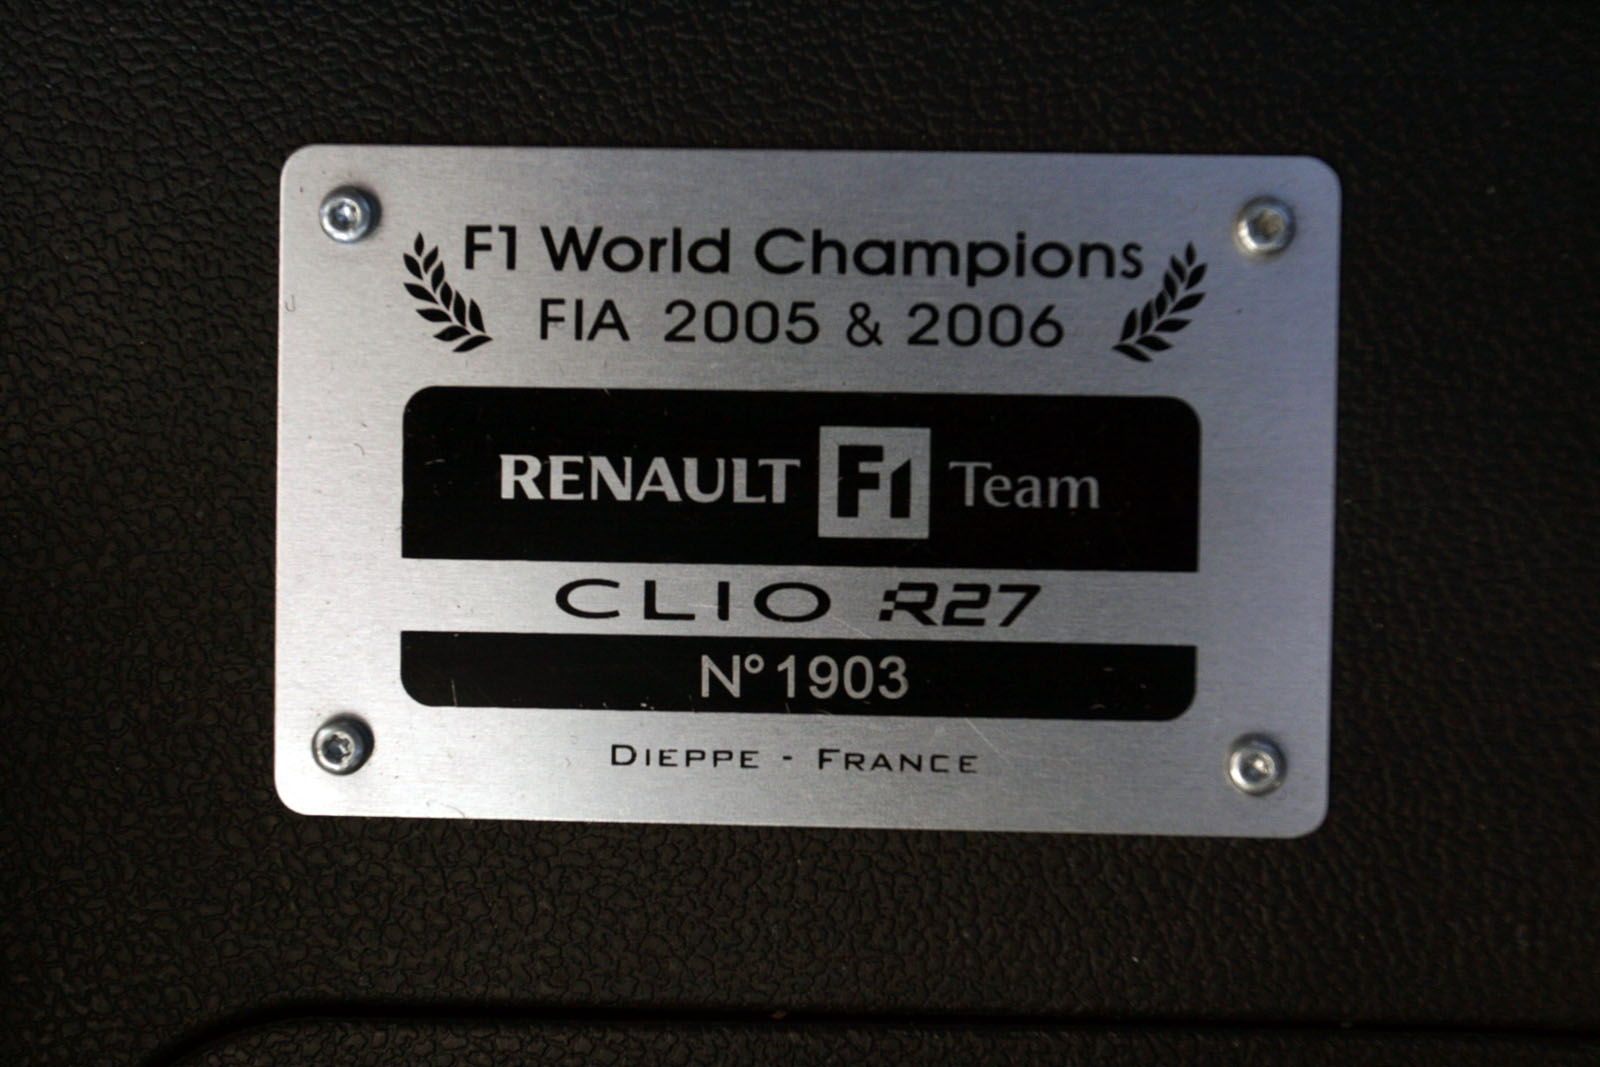 F1 World Champions
FIA 2005 & 2006
RENAULT F1 Team
CLIO R27
N° 1903
DIEPPE - FRANCE